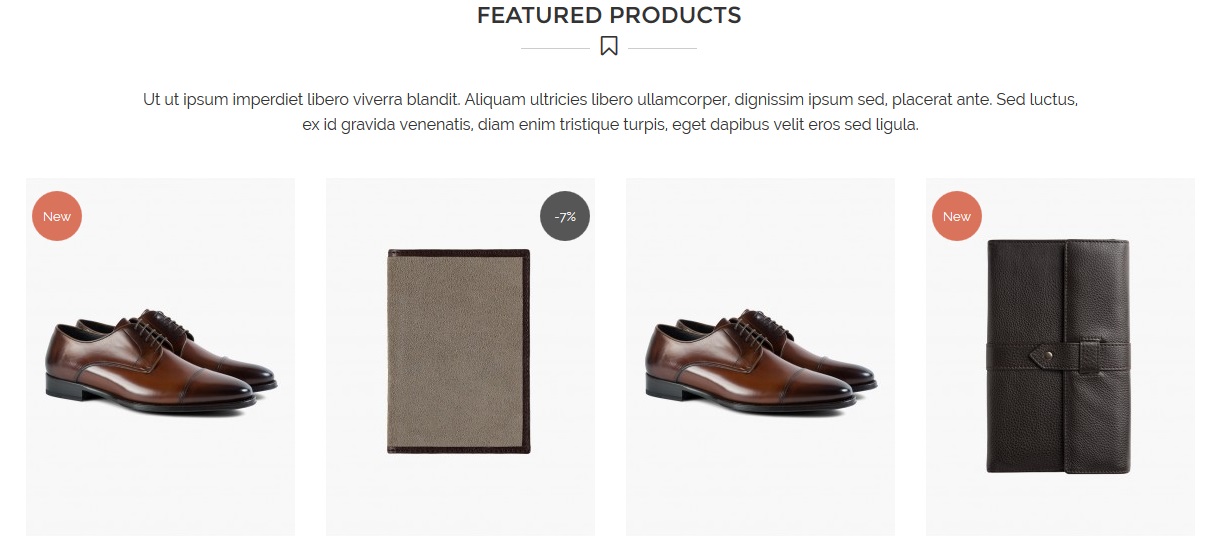 FEATURED PRODUCTS
Ut ut ipsum imperdiet libero viverra blandit. Aliquam ultricies libero ullamcorper, dignissim ipsum sed, placerat ante. Sed luctus,
ex id gravida venenatis, diam enim tristique turpis, eget dapibus velit eros sed ligula.
New
-7%
New